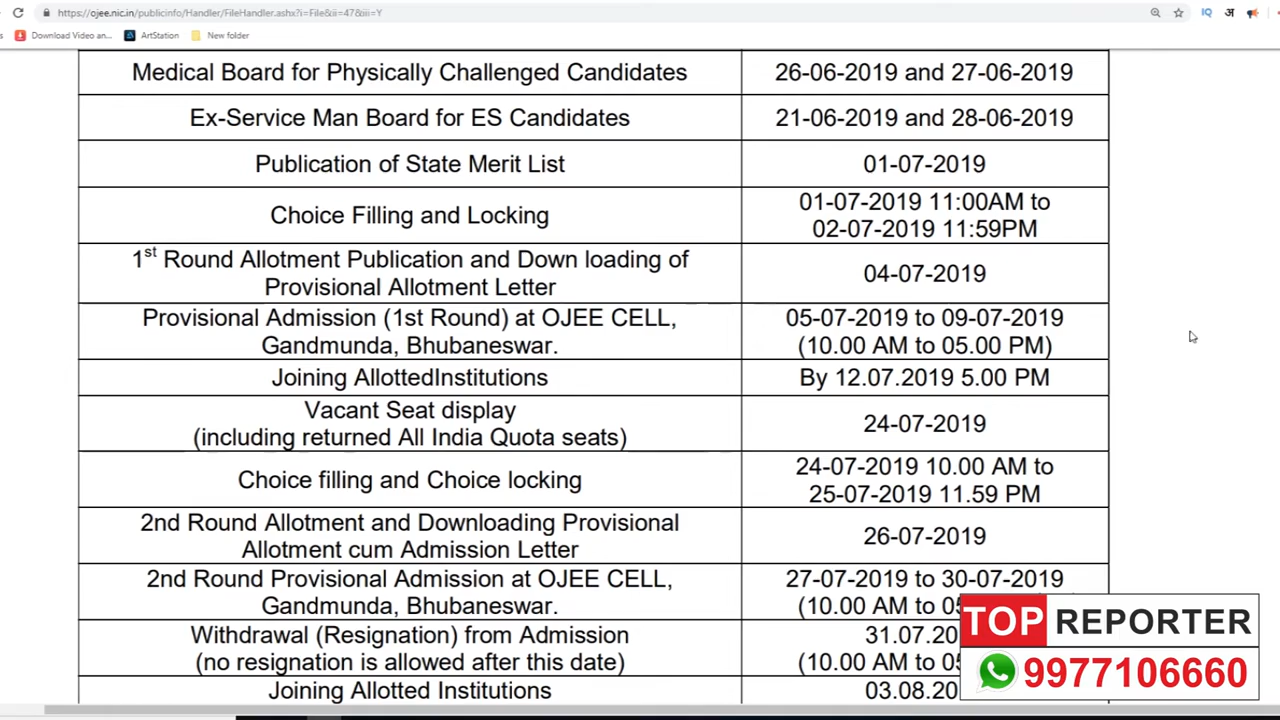 https://ojee.nic.in/publicinfo/Handler/FileHandler.ashx?i=File&ii=47&iii=Y
Download Video an... ArtStation New folder
Medical Board for Physically Challenged Candidates 26-06-2019 and 27-06-2019
Ex-Service Man Board for ES Candidates 21-06-2019 and 28-06-2019
Publication of State Merit List 01-07-2019
Choice Filling and Locking 01-07-2019 11:00AM to
02-07-2019 11:59PM
1st Round Allotment Publication and Down loading of
Provisional Allotment Letter 04-07-2019
Provisional Admission (1st Round) at OJEE CELL, 05-07-2019 to 09-07-2019
Gandmunda, Bhubaneswar. (10.00 AM to 05.00 PM)
Joining AllottedInstitutions By 12.07.2019 5.00 PM
Vacant Seat display
(including returned All India Quota seats) 24-07-2019
Choice filling and Choice locking 24-07-2019 10.00 AM to
25-07-2019 11.59 PM
2nd Round Allotment and Downloading Provisional
Allotment cum Admission Letter 26-07-2019
2nd Round Provisional Admission at OJEE CELL, 27-07-2019 to 30-07-2019
Gandmunda, Bhubaneswar. (10.00 AM to 05
Withdrawal (Resignation) from Admission 31.07.20
(no resignation is allowed after this date) (10.00 AM to 05
Joining Allotted Institutions 03.08.20
TOP REPORTER
9977106660